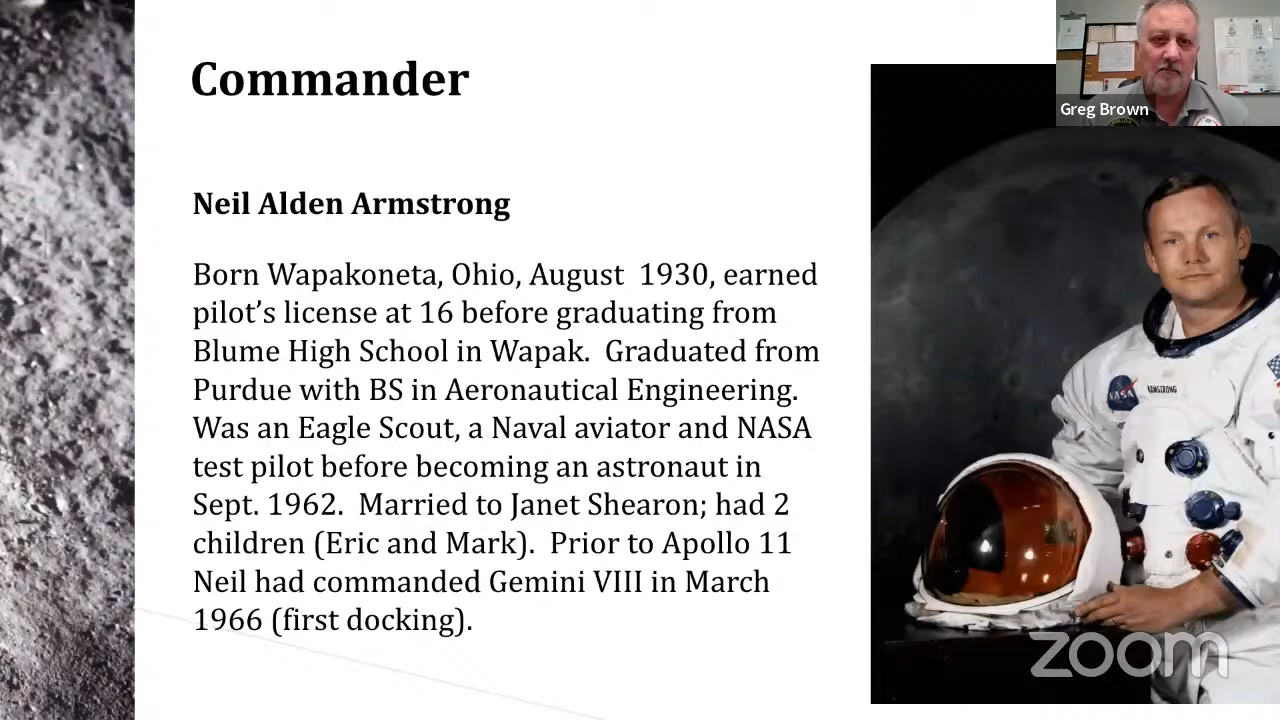 Commander
Greg Brown
Neil Alden Armstrong
Born Wapakoneta, Ohio, August  1930, earned
pilot’s license at 16 before graduating from
Blume High School in Wapak.  Graduated from
Purdue with BS in Aeronautical Engineering.
Was an Eagle Scout, a Naval aviator and NASA
test pilot before becoming an astronaut in
Sept. 1962.  Married to Janet Shearon; had 2
children (Eric and Mark).  Prior to Apollo 11
Neil had commanded Gemini VIII in March
1966 (first docking).
NASA
ARMSTRONG
zoom